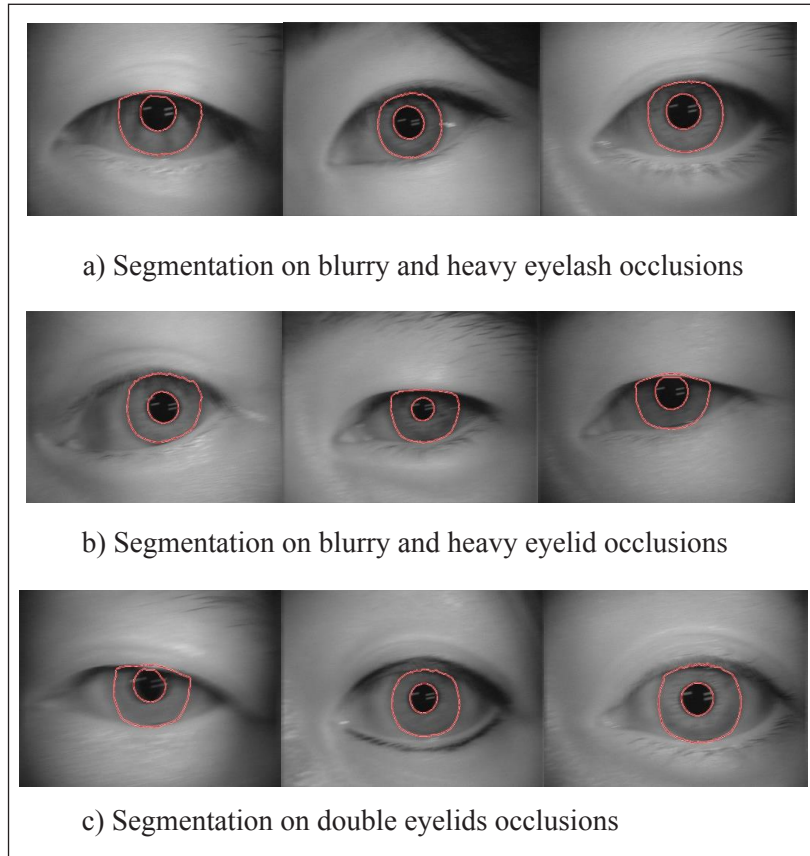 a) Segmentation on blurry and heavy eyelash occlusions
b) Segmentation on blurry and heavy eyelid occlusions
c) Segmentation on double eyelids occlusions